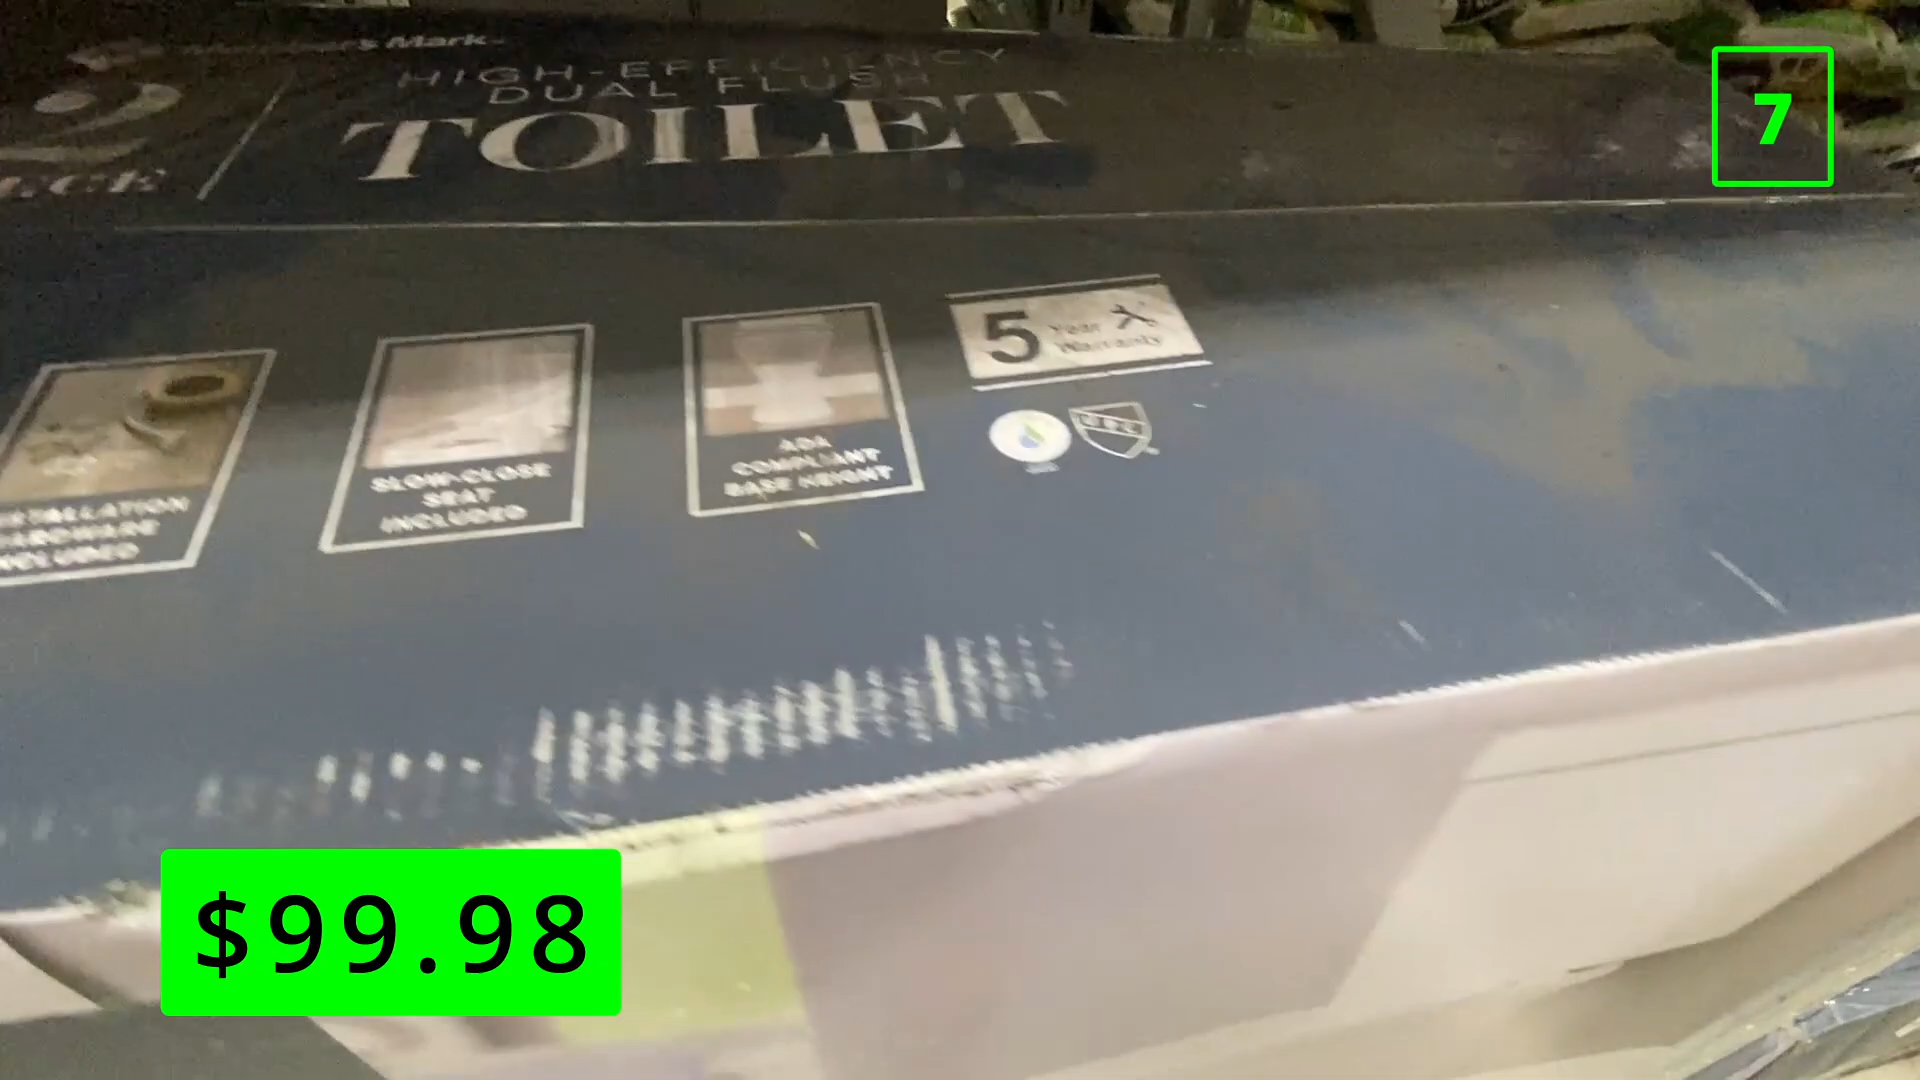 Mark
HIGH-EFFICIENCY
DUAL FLUSH
TOILET
7
5 Year
Warranty
INSTALLATION
HARDWARE
INCLUDED
SLOW-CLOSE
SEAT
INCLUDED
ADA
COMPLIANT
BASE HEIGHT
UPC
$99.98